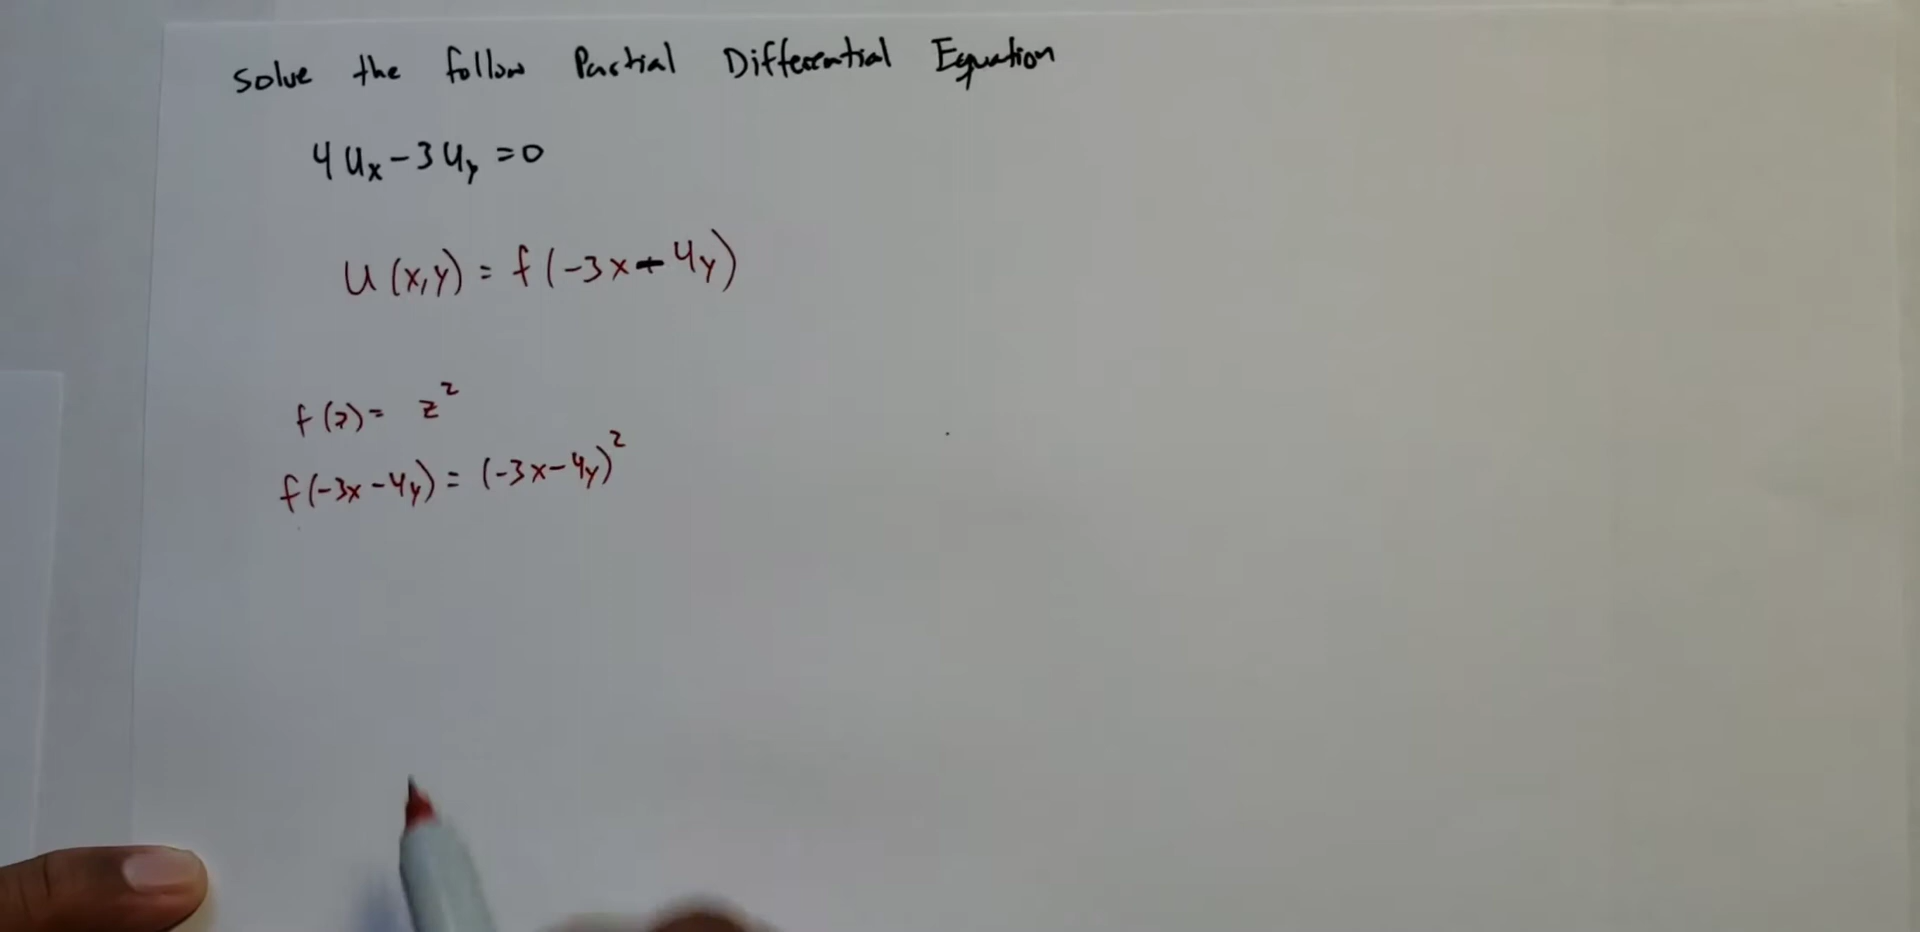 Solve the follow Partial Differential Equation
4Ux-3Uy=0
U(x,y) = f(-3x-4y)
f(z)= z²
f(-3x-4y) = (-3x-4y)²